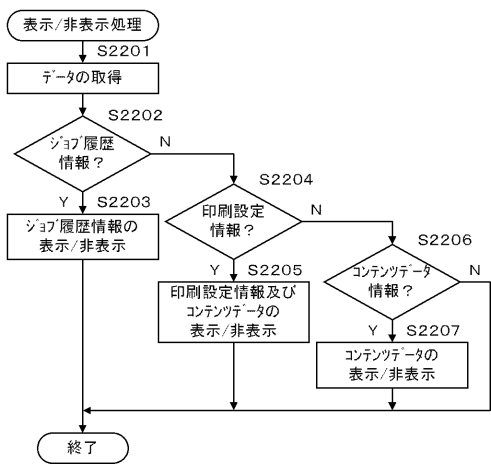 表示/非表示処理
S2201
データの取得
S2202
ジョブ履歴
情報？
N
Y
S2203
ジョブ履歴情報の
表示/非表示
S2204
印刷設定
情報？
N
Y
S2205
印刷設定情報及び
コンテンツデータの
表示/非表示
S2206
コンテンツデータ
情報？
N
Y
S2207
コンテンツデータの
表示/非表示
終了